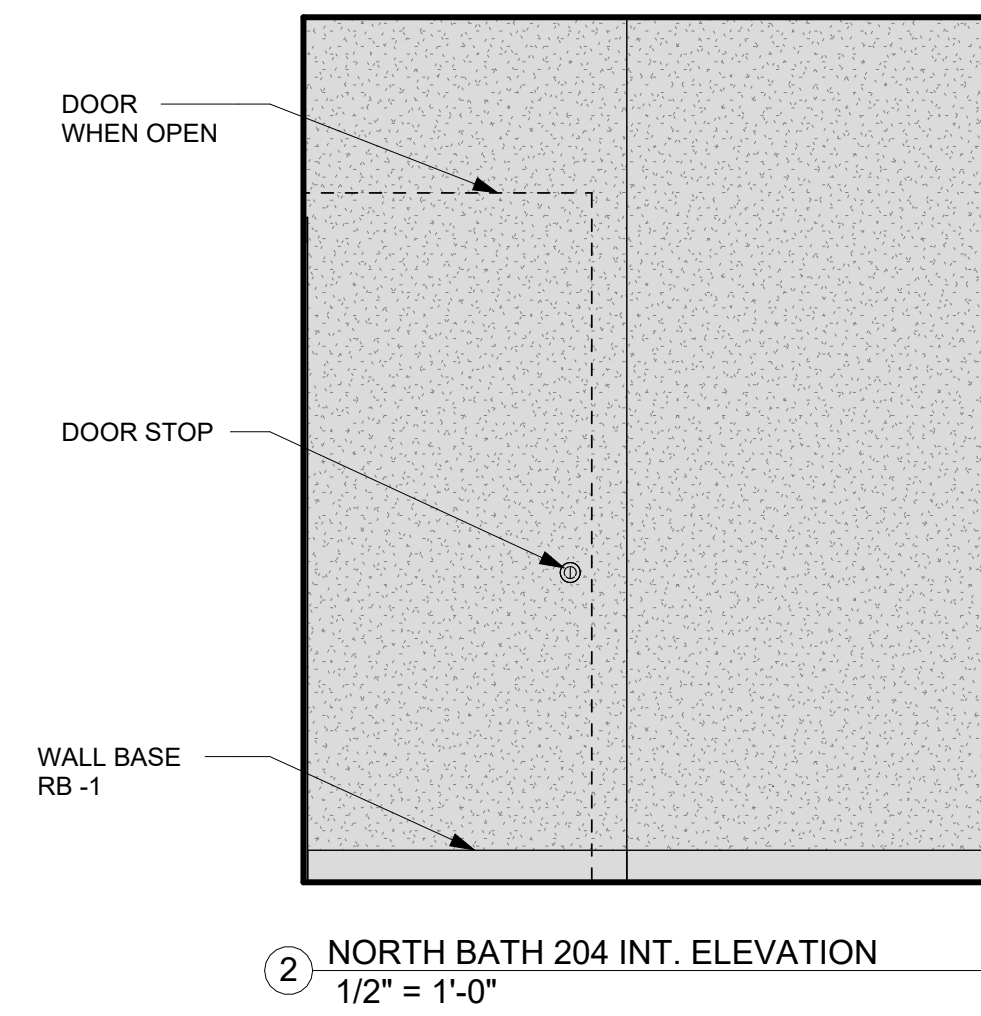 DOOR
WHEN OPEN
DOOR STOP
WALL BASE
RB -1
2
NORTH BATH 204 INT. ELEVATION
1/2" = 1'-0"